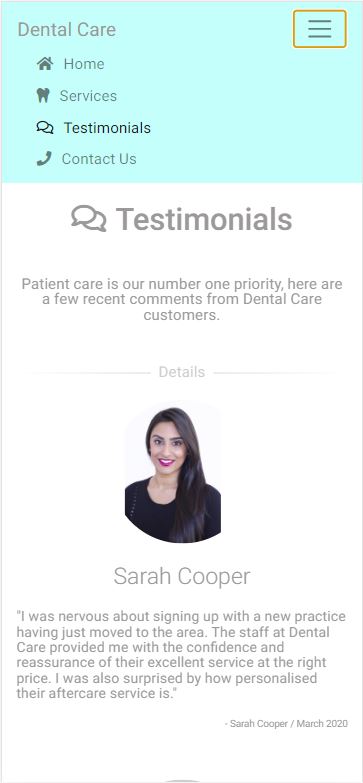 Dental Care
Home
Services
Testimonials
Contact Us
Testimonials
Patient care is our number one priority, here are
a few recent comments from Dental Care
customers.
Details
Sarah Cooper
"I was nervous about signing up with a new practice
having just moved to the area. The staff at Dental
Care provided me with the confidence and
reassurance of their excellent service at the right
price. I was also surprised by how personalised
their aftercare service is."
- Sarah Cooper / March 2020